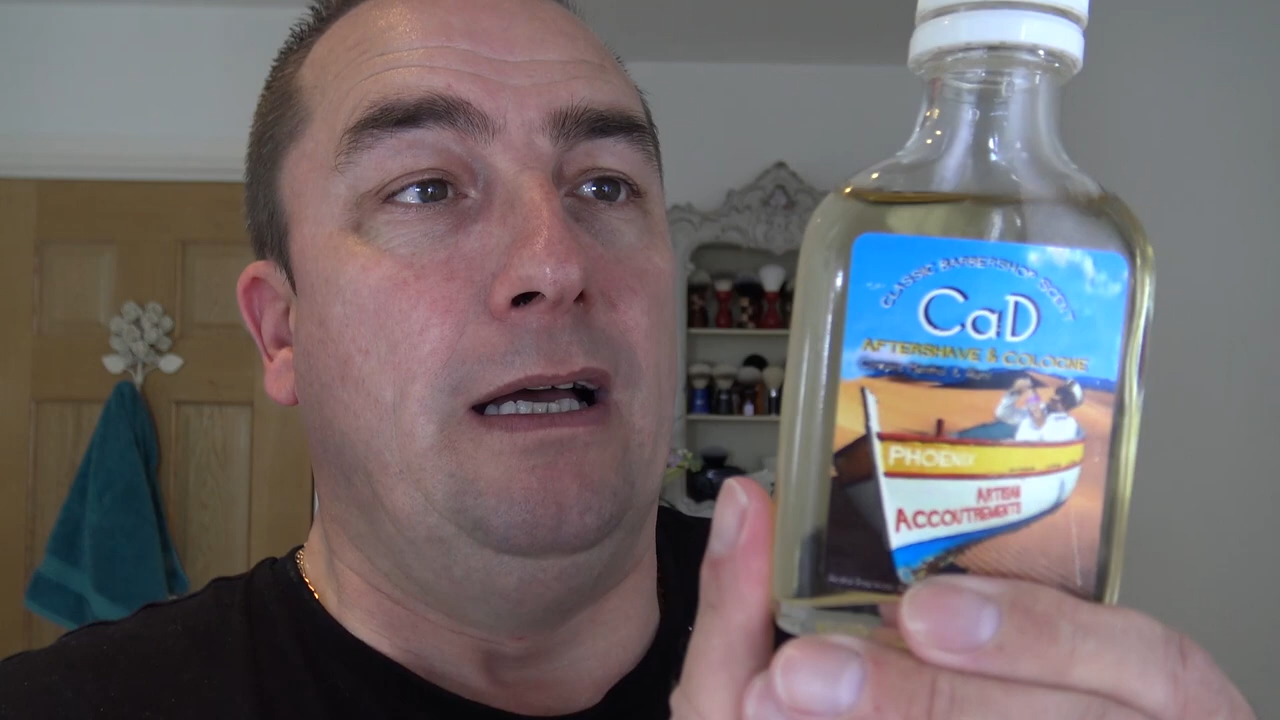 CLASSIC BARBERSHOP SCENT
CaD
AFTERSHAVE & COLOGNE
PHOENIX
ARTISAN
ACCOUTREMENTS